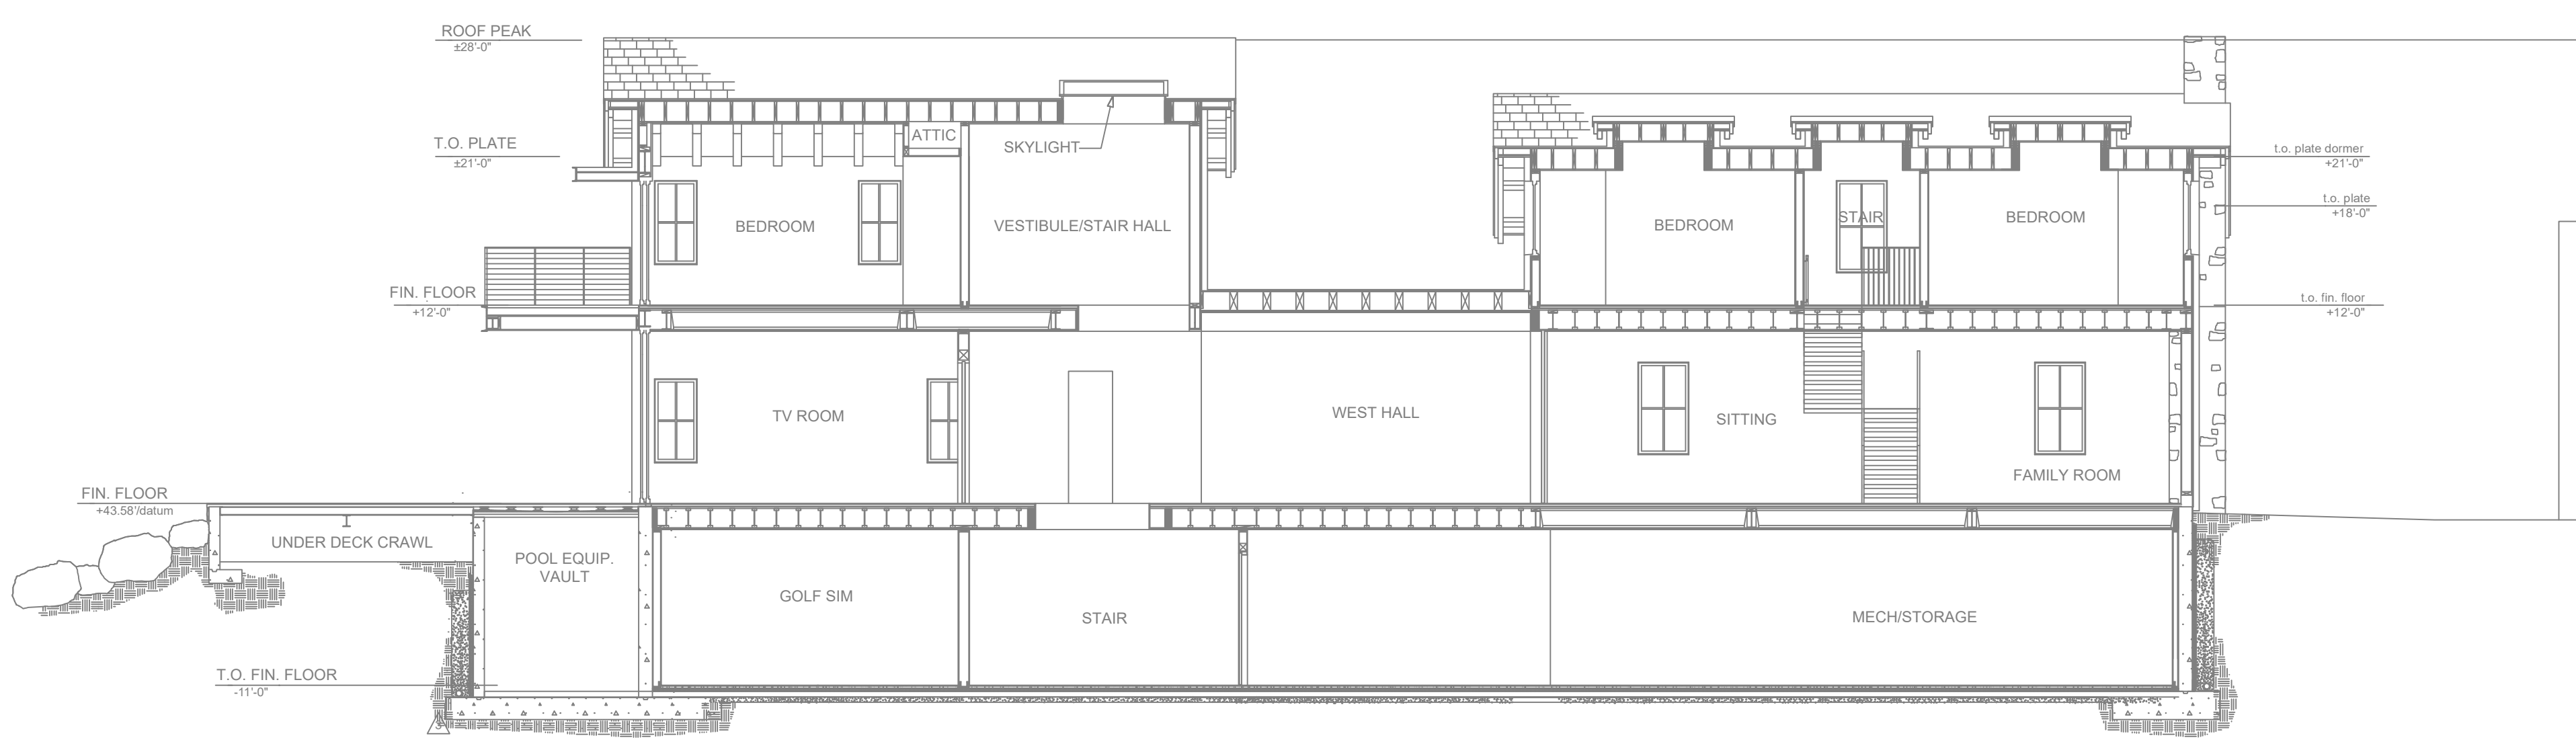 ROOF PEAK
±28'-0"
T.O. PLATE
±21'-0"
ATTIC
SKYLIGHT
t.o. plate dormer
+21'-0"
t.o. plate
+18'-0"
BEDROOM
VESTIBULE/STAIR HALL
BEDROOM
STAIR
BEDROOM
FIN. FLOOR
+12'-0"
t.o. fin. floor
+12'-0"
TV ROOM
WEST HALL
SITTING
FAMILY ROOM
FIN. FLOOR
+43.58'/datum
UNDER DECK CRAWL
POOL EQUIP.
VAULT
GOLF SIM
STAIR
MECH/STORAGE
T.O. FIN. FLOOR
-11'-0"